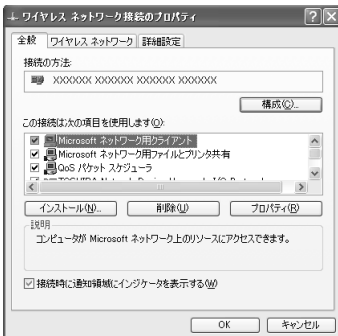 ワイヤレス ネットワーク接続のプロパティ
全般 ワイヤレス ネットワーク 詳細設定
接続の方法:
XXXXXX XXXXXX XXXXXX XXXXXX
構成(C)...
この接続は次の項目を使用します(O):
Microsoft ネットワーク用クライアント
Microsoft ネットワーク用ファイルとプリンタ共有
QoS パケット スケジューラ
インストール(N)... 削除(U) プロパティ(R)
説明
コンピュータが Microsoft ネットワーク上のリソースにアクセスできます。
接続時に通知領域にインジケータを表示する(W)
OK キャンセル